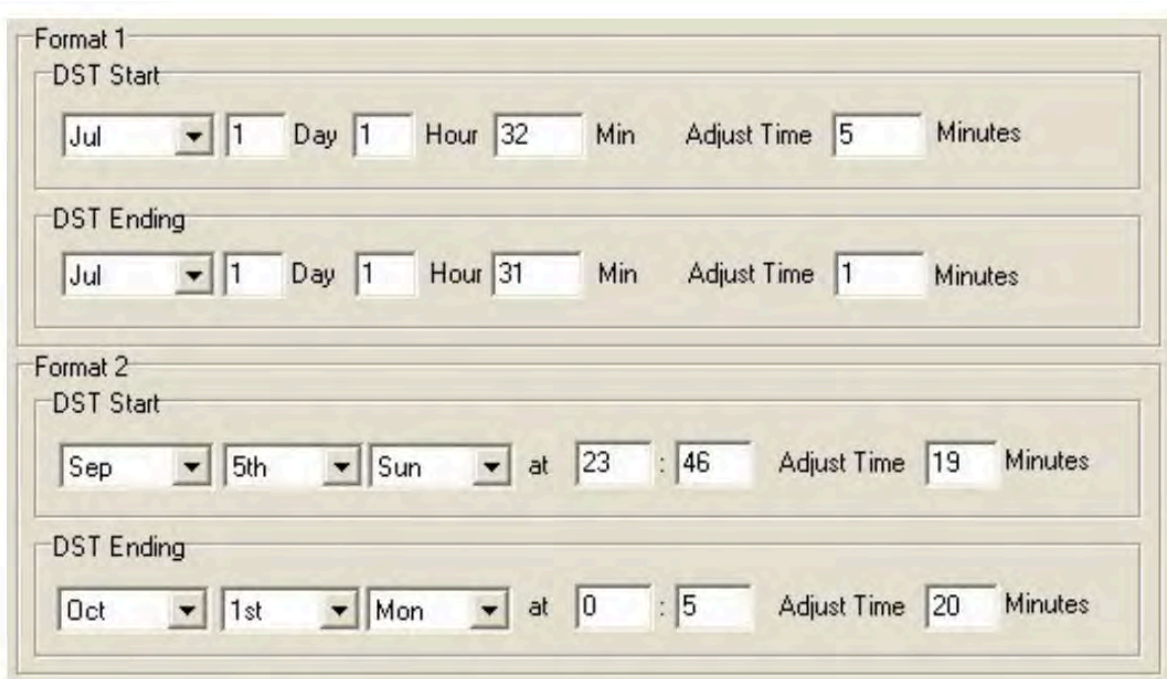 Format 1
DST Start
Jul 1 Day 1 Hour 32 Min Adjust Time 5 Minutes
DST Ending
Jul 1 Day 1 Hour 31 Min Adjust Time 1 Minutes
Format 2
DST Start
Sep 5th Sun at 23 : 46 Adjust Time 19 Minutes
DST Ending
Oct 1st Mon at 0 : 5 Adjust Time 20 Minutes